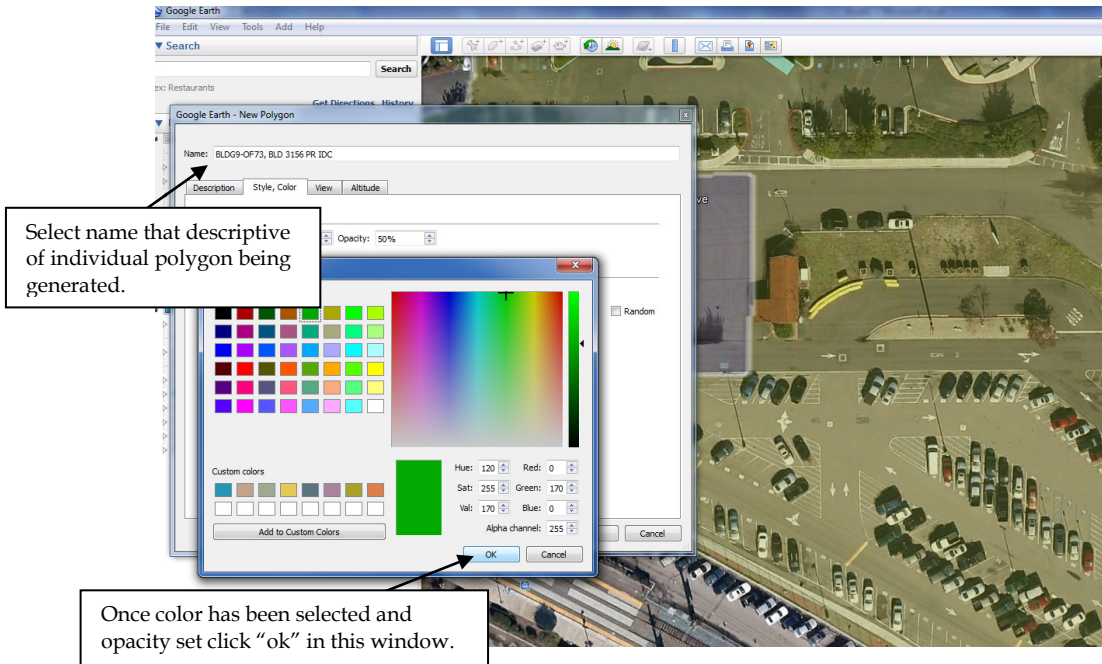 Google Earth
File Edit View Tools Add Help
Search
Search
ex: Restaurants
Get Directions History
Google Earth - New Polygon
Name: BLDG9-OF73, BLD 3156 PR IDC
Description Style, Color View Altitude
ve
Select name that descriptive
of individual polygon being
generated.
Opacity: 50%
Random
Custom colors
Hue: 120 Red: 0
Sat: 255 Green: 170
Val: 170 Blue: 0
Alpha channel: 255
Add to Custom Colors
Cancel
OK Cancel
Once color has been selected and
opacity set click “ok” in this window.